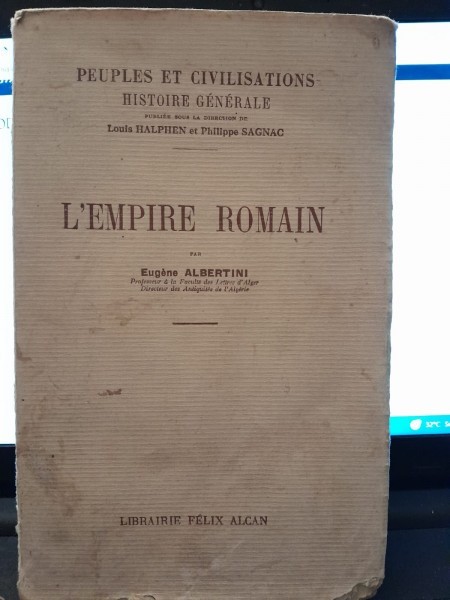 PEUPLES ET CIVILISATIONS
HISTOIRE GÉNÉRALE
PUBLIÉE SOUS LA DIRECTION DE
Louis HALPHEN et Philippe SAGNAC
L'EMPIRE ROMAIN
PAR
Eugène ALBERTINI
Professeur à la Faculté des Lettres d'Alger
Directeur des Antiquités de l'Algérie
LIBRAIRIE FÉLIX ALCAN
32°C